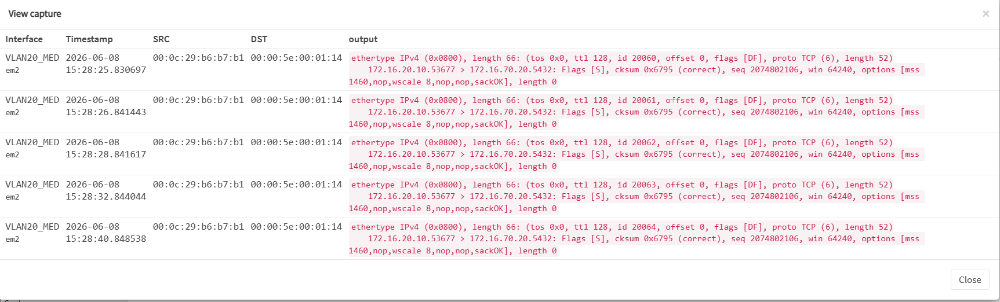 View capture
×
Interface Timestamp SRC DST output
VLAN20_MED 2026-06-08 00:0c:29:b6:b7:b1 00:00:5e:00:01:14 ethertype IPv4 (0x0800), length 66: (tos 0x0, ttl 128, id 20060, offset 0, flags [DF], proto TCP (6), length 52)
em2 15:28:25.830697 172.16.20.10.53677 > 172.16.70.20.5432: Flags [S], cksum 0x6795 (correct), seq 2074802106, win 64240, options [mss
1460,nop,wscale 8,nop,nop,sackOK], length 0
VLAN20_MED 2026-06-08 00:0c:29:b6:b7:b1 00:00:5e:00:01:14 ethertype IPv4 (0x0800), length 66: (tos 0x0, ttl 128, id 20061, offset 0, flags [DF], proto TCP (6), length 52)
em2 15:28:26.841443 172.16.20.10.53677 > 172.16.70.20.5432: Flags [S], cksum 0x6795 (correct), seq 2074802106, win 64240, options [mss
1460,nop,wscale 8,nop,nop,sackOK], length 0
VLAN20_MED 2026-06-08 00:0c:29:b6:b7:b1 00:00:5e:00:01:14 ethertype IPv4 (0x0800), length 66: (tos 0x0, ttl 128, id 20062, offset 0, flags [DF], proto TCP (6), length 52)
em2 15:28:28.841617 172.16.20.10.53677 > 172.16.70.20.5432: Flags [S], cksum 0x6795 (correct), seq 2074802106, win 64240, options [mss
1460,nop,wscale 8,nop,nop,sackOK], length 0
VLAN20_MED 2026-06-08 00:0c:29:b6:b7:b1 00:00:5e:00:01:14 ethertype IPv4 (0x0800), length 66: (tos 0x0, ttl 128, id 20063, offset 0, flags [DF], proto TCP (6), length 52)
em2 15:28:32.844044 172.16.20.10.53677 > 172.16.70.20.5432: Flags [S], cksum 0x6795 (correct), seq 2074802106, win 64240, options [mss
1460,nop,wscale 8,nop,nop,sackOK], length 0
VLAN20_MED 2026-06-08 00:0c:29:b6:b7:b1 00:00:5e:00:01:14 ethertype IPv4 (0x0800), length 66: (tos 0x0, ttl 128, id 20064, offset 0, flags [DF], proto TCP (6), length 52)
em2 15:28:40.848538 172.16.20.10.53677 > 172.16.70.20.5432: Flags [S], cksum 0x6795 (correct), seq 2074802106, win 64240, options [mss
1460,nop,wscale 8,nop,nop,sackOK], length 0
Close